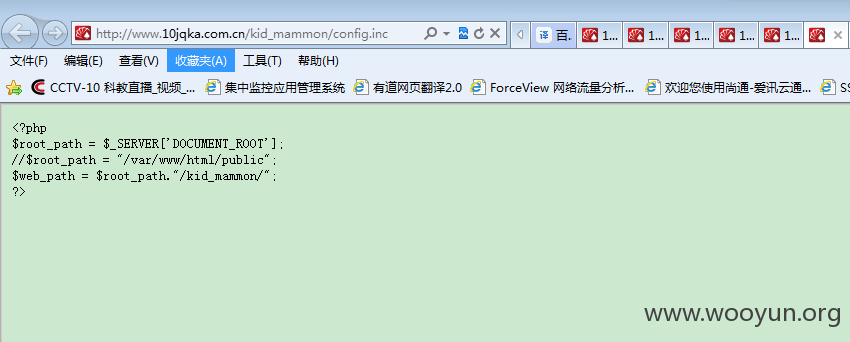 http://www.10jqka.com.cn/kid_mammon/config.inc
译 百. 1... 1... 1... 1... 1...
文件(F) 编辑(E) 查看(V) 收藏夹(A) 工具(T) 帮助(H)
CCTV-10 科教直播_视频_... 集中监控应用管理系统 有道网页翻译2.0 ForceView 网络流量分析... 欢迎您使用尚通-爱讯云通... SS
<?php
$root_path = $_SERVER['DOCUMENT_ROOT'];
//$root_path = "/var/www/html/public";
$web_path = $root_path."/kid_mammon/";
?>
www.wooyun.org